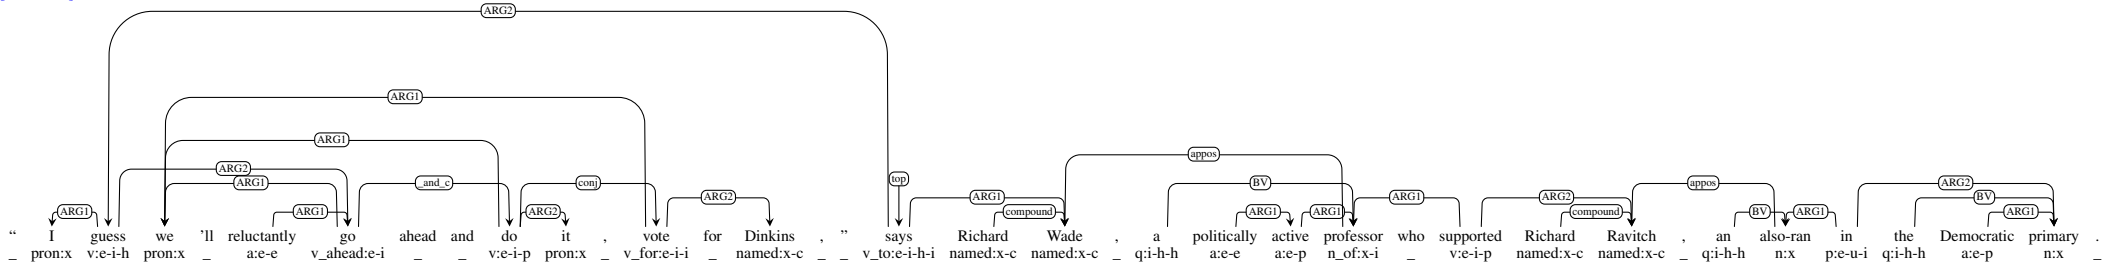 ARG2
ARG1
ARG1
ARG2 appos
ARG1 _and_c conj top ARG1 BV ARG1 ARG2 appos ARG2
ARG2 BV
ARG1 ARG1 ARG2 compound ARG1 ARG1 compound BV ARG1 ARG1
“ I guess we ’ll reluctantly go ahead and do it , vote for Dinkins , ” says Richard Wade , a politically active professor who supported Richard Ravitch , an also-ran in the Democratic primary .
_ pron:x v:e-i-h pron:x _ a:e-e v_ahead:e-i _ _ v:e-i-p pron:x _ v_for:e-i-i _ named:x-c _ _ v_to:e-i-h-i named:x-c named:x-c _ q:i-h-h a:e-e a:e-p n_of:x-i _ v:e-i-p named:x-c named:x-c _ q:i-h-h n:x p:e-u-i q:i-h-h a:e-p n:x _